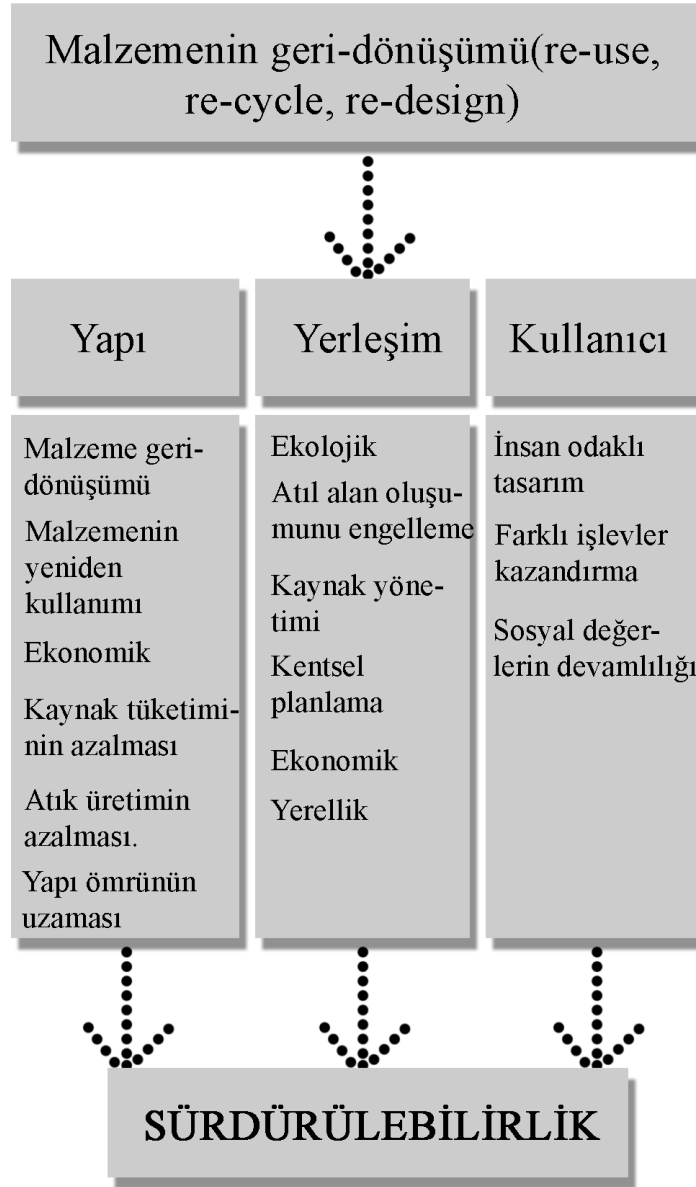 Malzemenin geri-dönüşümü(re-use,
re-cycle, re-design)
Yapı
Malzeme geri-
dönüşümü
Malzemenin
yeniden
kullanımı
Ekonomik
Kaynak tüketimi-
nin azalması
Atık üretimin
azalması.
Yapı ömrünün
uzaması
Yerleşim
Ekolojik
Atıl alan oluşu-
munu engelleme
Kaynak yöne-
timi
Kentsel
planlama
Ekonomik
Yerellik
Kullanıcı
İnsan odaklı
tasarım
Farklı işlevler
kazandırma
Sosyal değer-
lerin devamlılığı
SÜRDÜRÜLEBİLİRLİK